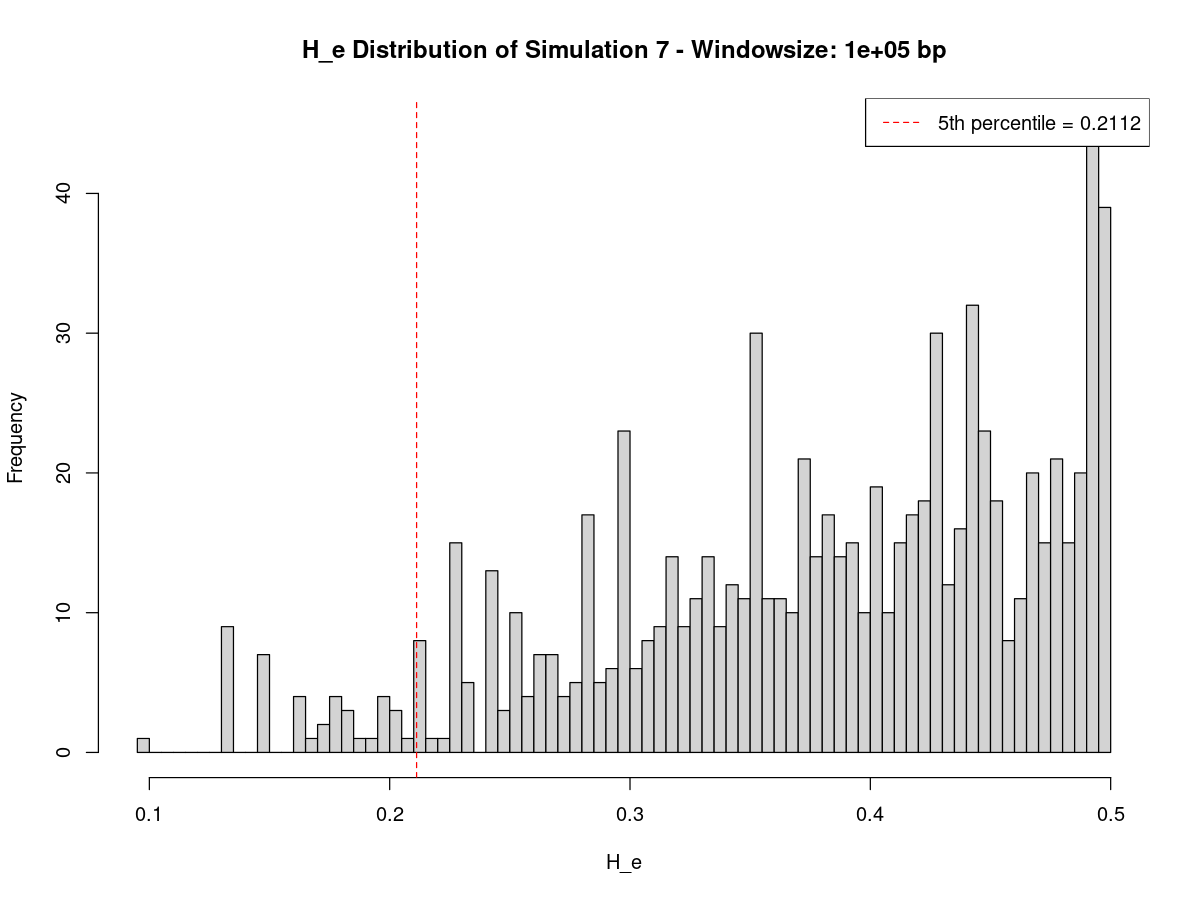 H_e Distribution of Simulation 7 - Windowsize: 1e+05 bp
5th percentile = 0.2112
Frequency
40
30
20
10
0
0.1 0.2 0.3 0.4 0.5
H_e